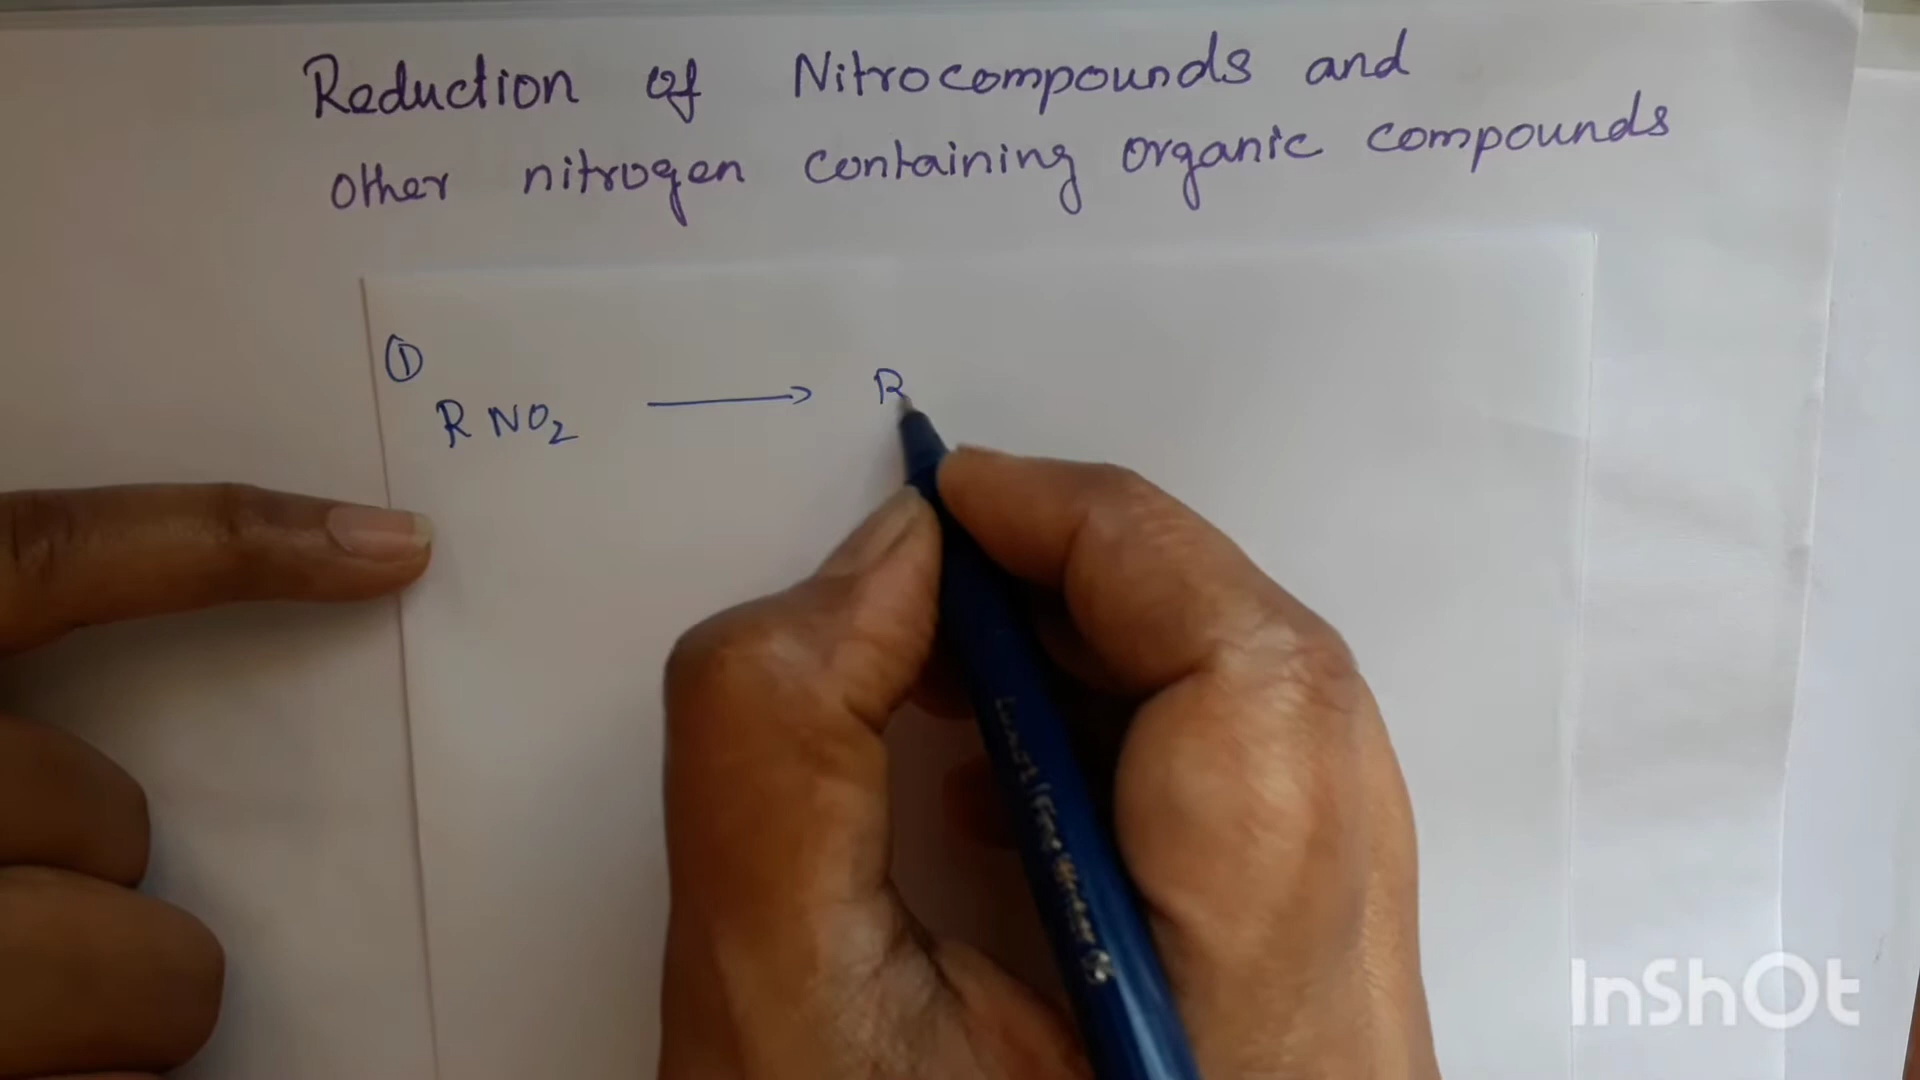 Reduction of Nitrocompounds and
other nitrogen containing organic compounds
①
R NO₂ ⟶ R
InShOt